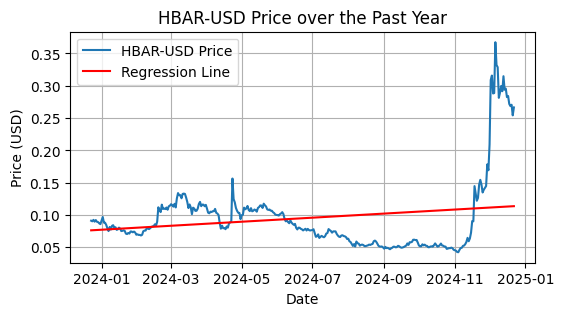 HBAR-USD Price over the Past Year
HBAR-USD Price
Regression Line
Price (USD)
0.35
0.30
0.25
0.20
0.15
0.10
0.05
2024-01 2024-03 2024-05 2024-07 2024-09 2024-11 2025-01
Date